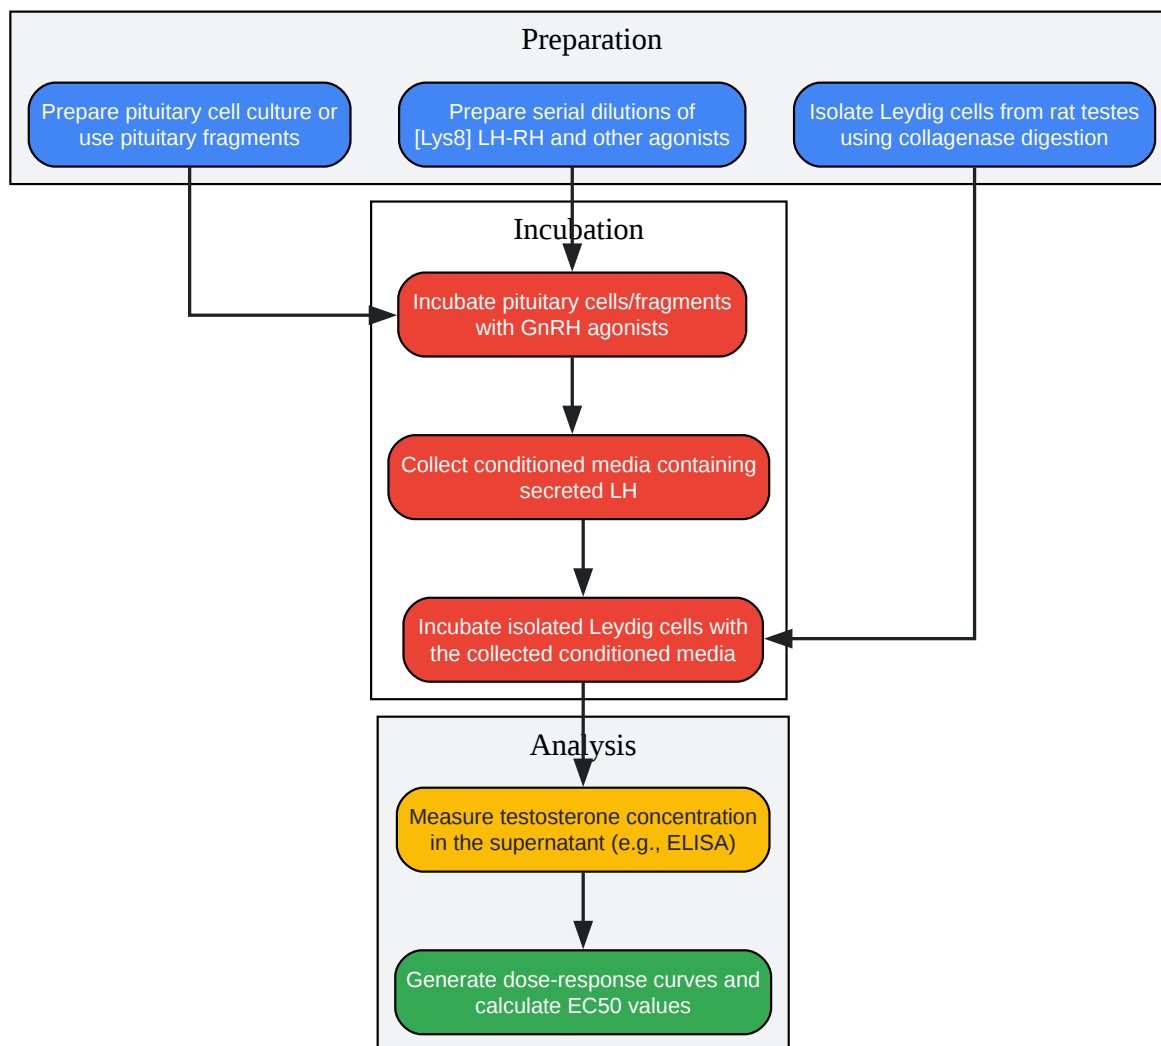 Preparation
Prepare pituitary cell culture or
use pituitary fragments
Prepare serial dilutions of
[Lys8] LH-RH and other agonists
Isolate Leydig cells from rat testes
using collagenase digestion
Incubation
Incubate pituitary cells/fragments
with GnRH agonists
Collect conditioned media containing
secreted LH
Incubate isolated Leydig cells with
the collected conditioned media
Analysis
Measure testosterone concentration
in the supernatant (e.g., ELISA)
Generate dose-response curves and
calculate EC50 values